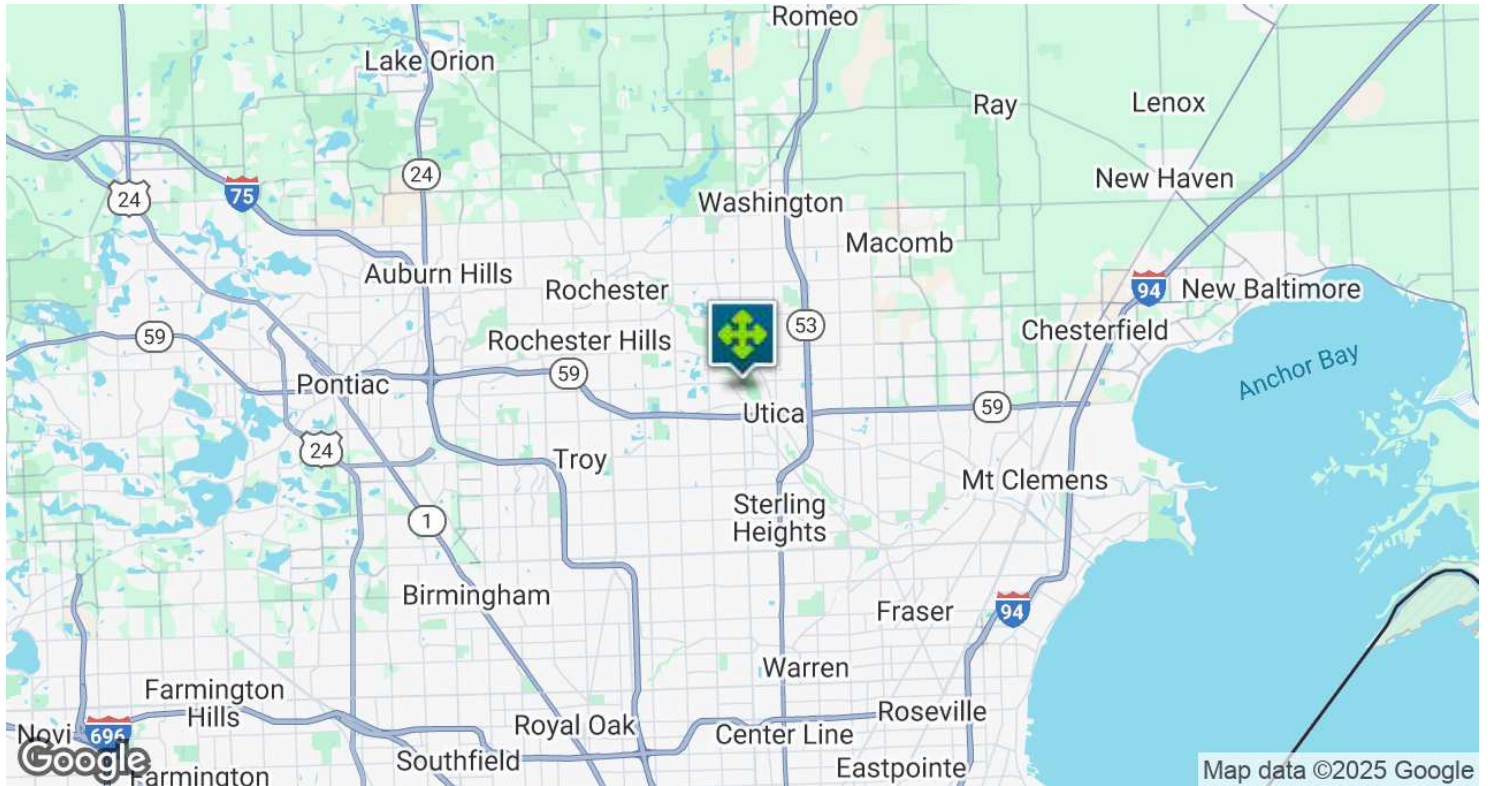 Romeo
Lake Orion
Ray
Lenox
24
75
24
New Haven
Washington
Macomb
Auburn Hills
Rochester
94
New Baltimore
59
Rochester Hills
53
Chesterfield
Anchor Bay
Pontiac
59
Utica
59
24
Troy
Mt Clemens
1
Sterling
Heights
Birmingham
Fraser
94
Warren
Farmington
Hills
Novi
696
Royal Oak
Center Line
Roseville
Google
Southfield
Eastpointe
Farmington
Map data ©2025 Google